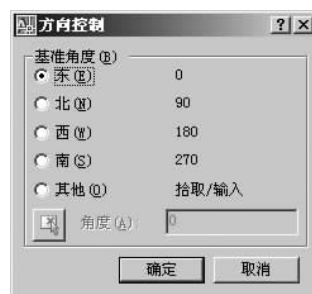 方向控制
基准角度(B)
东(E) 0
北(N) 90
西(W) 180
南(S) 270
其他(O) 拾取/输入
角度(A): 0
确定 取消